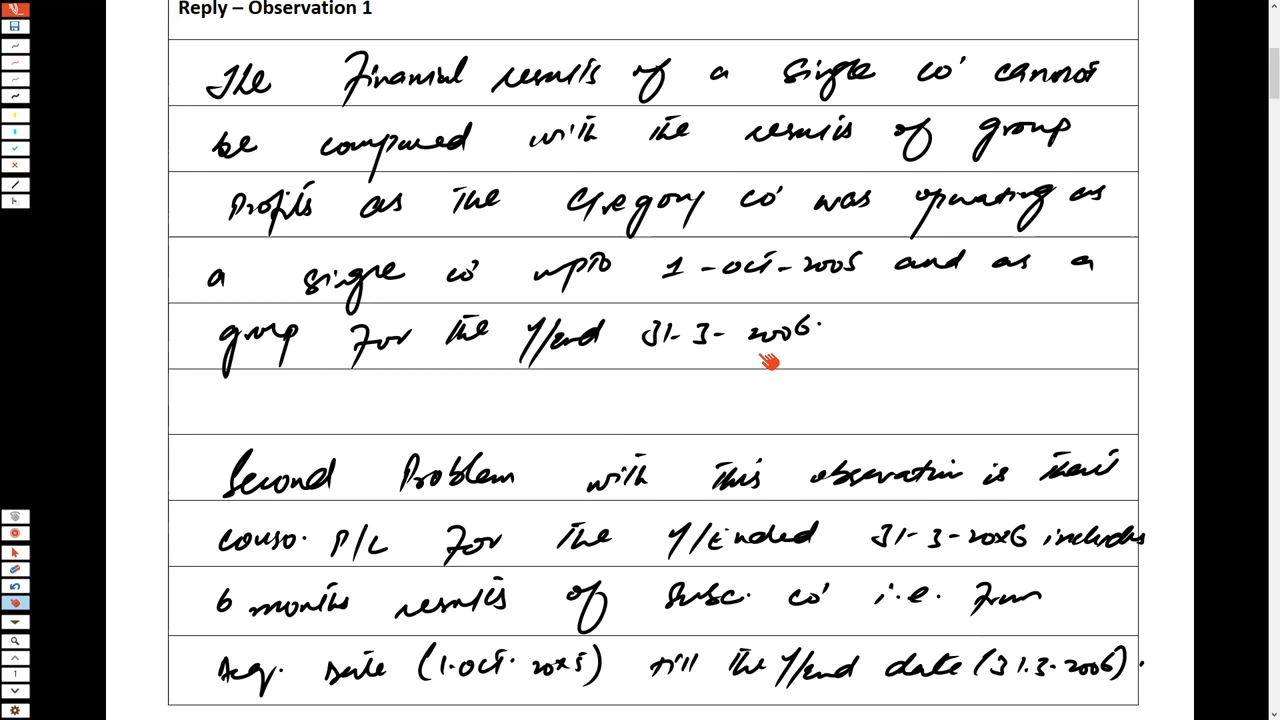 Reply – Observation 1
The Financial results of a single co' cannot
be compared with the results of group
Profits as the Gregory co' was operating as
a single co' upto 1-oct-2005 and as a
group for the Y/end 31-3-2006.
Second Problem with this observation is that
conso. P/L for the Y/Ended 31-3-20x6 includes
6 months results of Susc. co' i.e. From
Acq. Date (1.oct.20x5) till the Y/end date (31.3.2006).
1